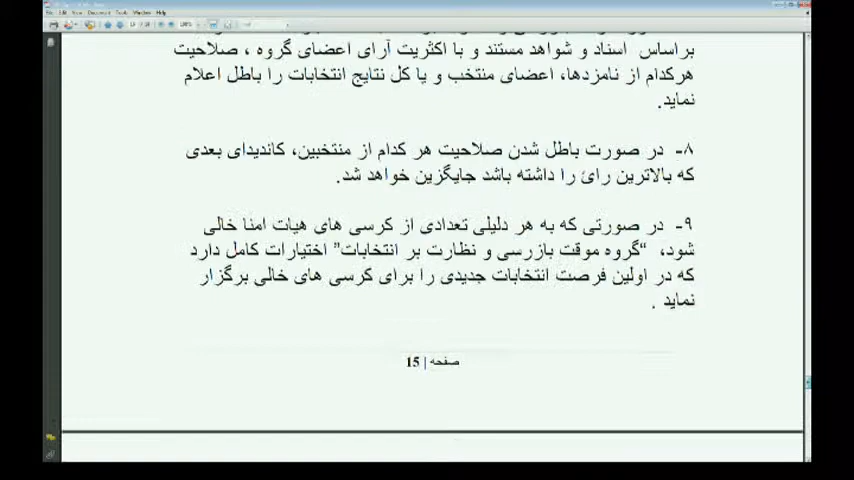 براساس اسناد و شواهد مستند و با اکثریت آرای اعضای گروه ، صلاحیت
هرکدام از نامزدها، اعضای منتخب و یا کل نتایج انتخابات را باطل اعلام
نماید.
۸- در صورت باطل شدن صلاحیت هر کدام از منتخبین، کاندیدای بعدی
که بالاترین رائ را داشته باشد جایگزین خواهد شد.
۹- در صورتی که به هر دلیلی تعدادی از کرسی های هیات امنا خالی
شود، “گروه موقت بازرسی و نظارت بر انتخابات” اختیارات کامل دارد
که در اولین فرصت انتخابات جدیدی را برای کرسی های خالی برگزار
نماید .
صفحه | 15